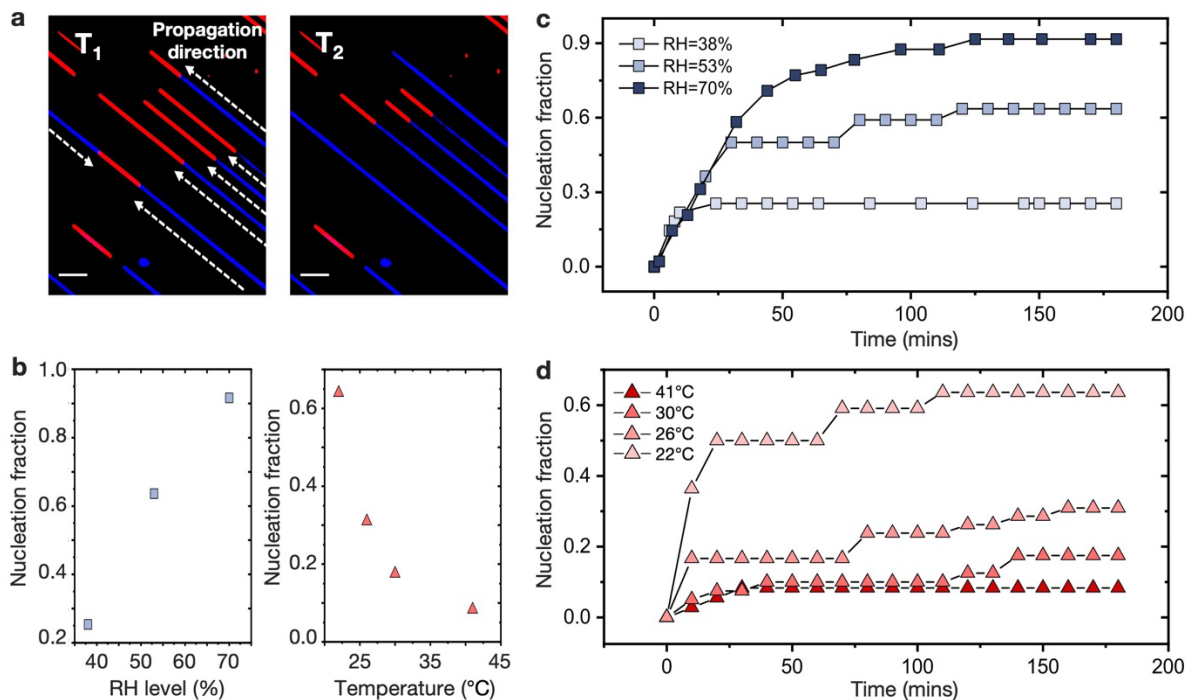 a
T1
Propagation
direction
T2
b
Nucleation fraction
1.0
0.8
0.6
0.4
0.2
40
50
60
70
RH level (%)
Nucleation fraction
0.6
0.4
0.2
0.0
15
25
35
45
Temperature (°C)
c
Nucleation fraction
0.9
0.6
0.3
0.0
RH=38%
RH=53%
RH=70%
0
50
100
150
200
Time (mins)
d
Nucleation fraction
0.6
0.4
0.2
0.0
41°C
30°C
26°C
22°C
0
50
100
150
200
Time (mins)